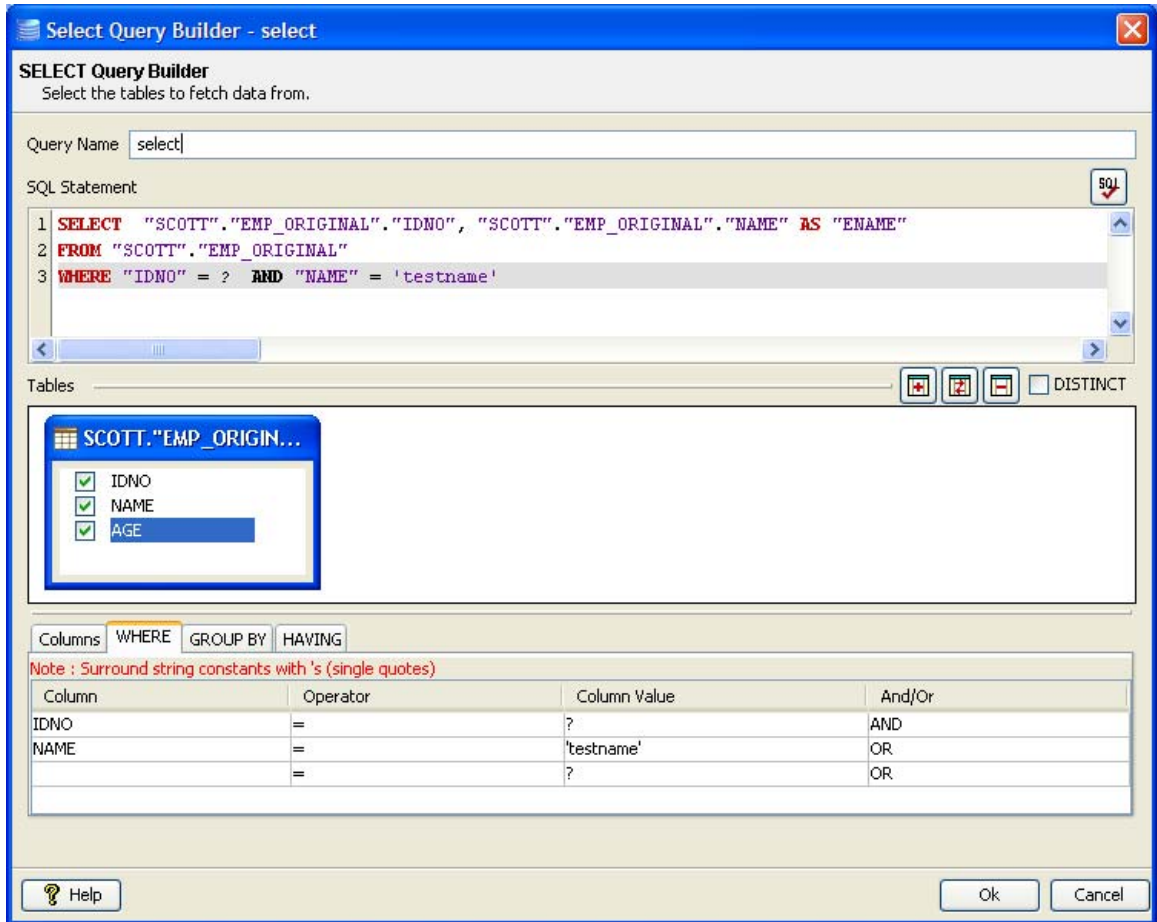 Select Query Builder - select
SELECT Query Builder
Select the tables to fetch data from.
Query Name select
SQL Statement
SQL
1 SELECT "SCOTT"."EMP_ORIGINAL"."IDNO", "SCOTT"."EMP_ORIGINAL"."NAME" AS "ENAME"
2 FROM "SCOTT"."EMP_ORIGINAL"
3 WHERE "IDNO" = ? AND "NAME" = 'testname'
Tables DISTINCT
SCOTT."EMP_ORIGIN...
IDNO
NAME
AGE
Columns WHERE GROUP BY HAVING
Note : Surround string constants with 's (single quotes)
Column Operator Column Value And/Or
IDNO = ? AND
NAME = 'testname' OR
= ? OR
Help Ok Cancel